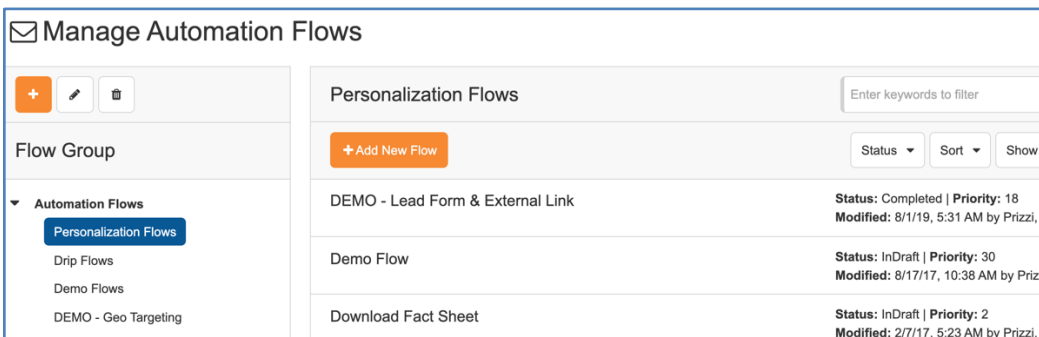 Manage Automation Flows
Flow Group
Automation Flows
Personalization Flows
Drip Flows
Demo Flows
DEMO - Geo Targeting
Personalization Flows
Enter keywords to filter
+ Add New Flow
Status
Sort
Show
DEMO - Lead Form & External Link
Status: Completed | Priority: 18
Modified: 8/1/19, 5:31 AM by Prizzi,
Demo Flow
Status: InDraft | Priority: 30
Modified: 8/17/17, 10:38 AM by Priz
Download Fact Sheet
Status: InDraft | Priority: 2
Modified: 2/7/17, 5:23 AM by Prizzi,